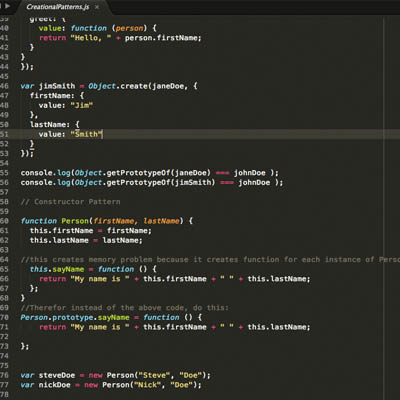 CreationalPatterns.js ×
39 greet: {
40 value: function (person) {
41 return "Hello, " + person.firstName;
42 }
43 }
44 });
45
46 var jimSmith = Object.create(janeDoe, {
47 firstName: {
48 value: "Jim"
49 },
50 lastName: {
51 value: "Smith"
52 }
53 });
54
55 console.log(Object.getPrototypeOf(janeDoe) === johnDoe );
56 console.log(Object.getPrototypeOf(jimSmith) === johnDoe );
57
58 // Constructor Pattern
59
60 function Person(firstName, lastName) {
61 this.firstName = firstName;
62 this.lastName = lastName;
63
64 //this creates memory problem because it creates function for each instance of Perso
65 this.sayName = function () {
66 return "My name is " + this.firstName + " " + this.lastName;
67 };
68 }
69 //Therefor instead of the above code, do this:
70 Person.prototype.sayName = function () {
71 return "My name is " + this.firstName + " " + this.lastName;
72
73 };
74
75
76 var steveDoe = new Person("Steve", "Doe");
77 var nickDoe = new Person("Nick", "Doe");
78